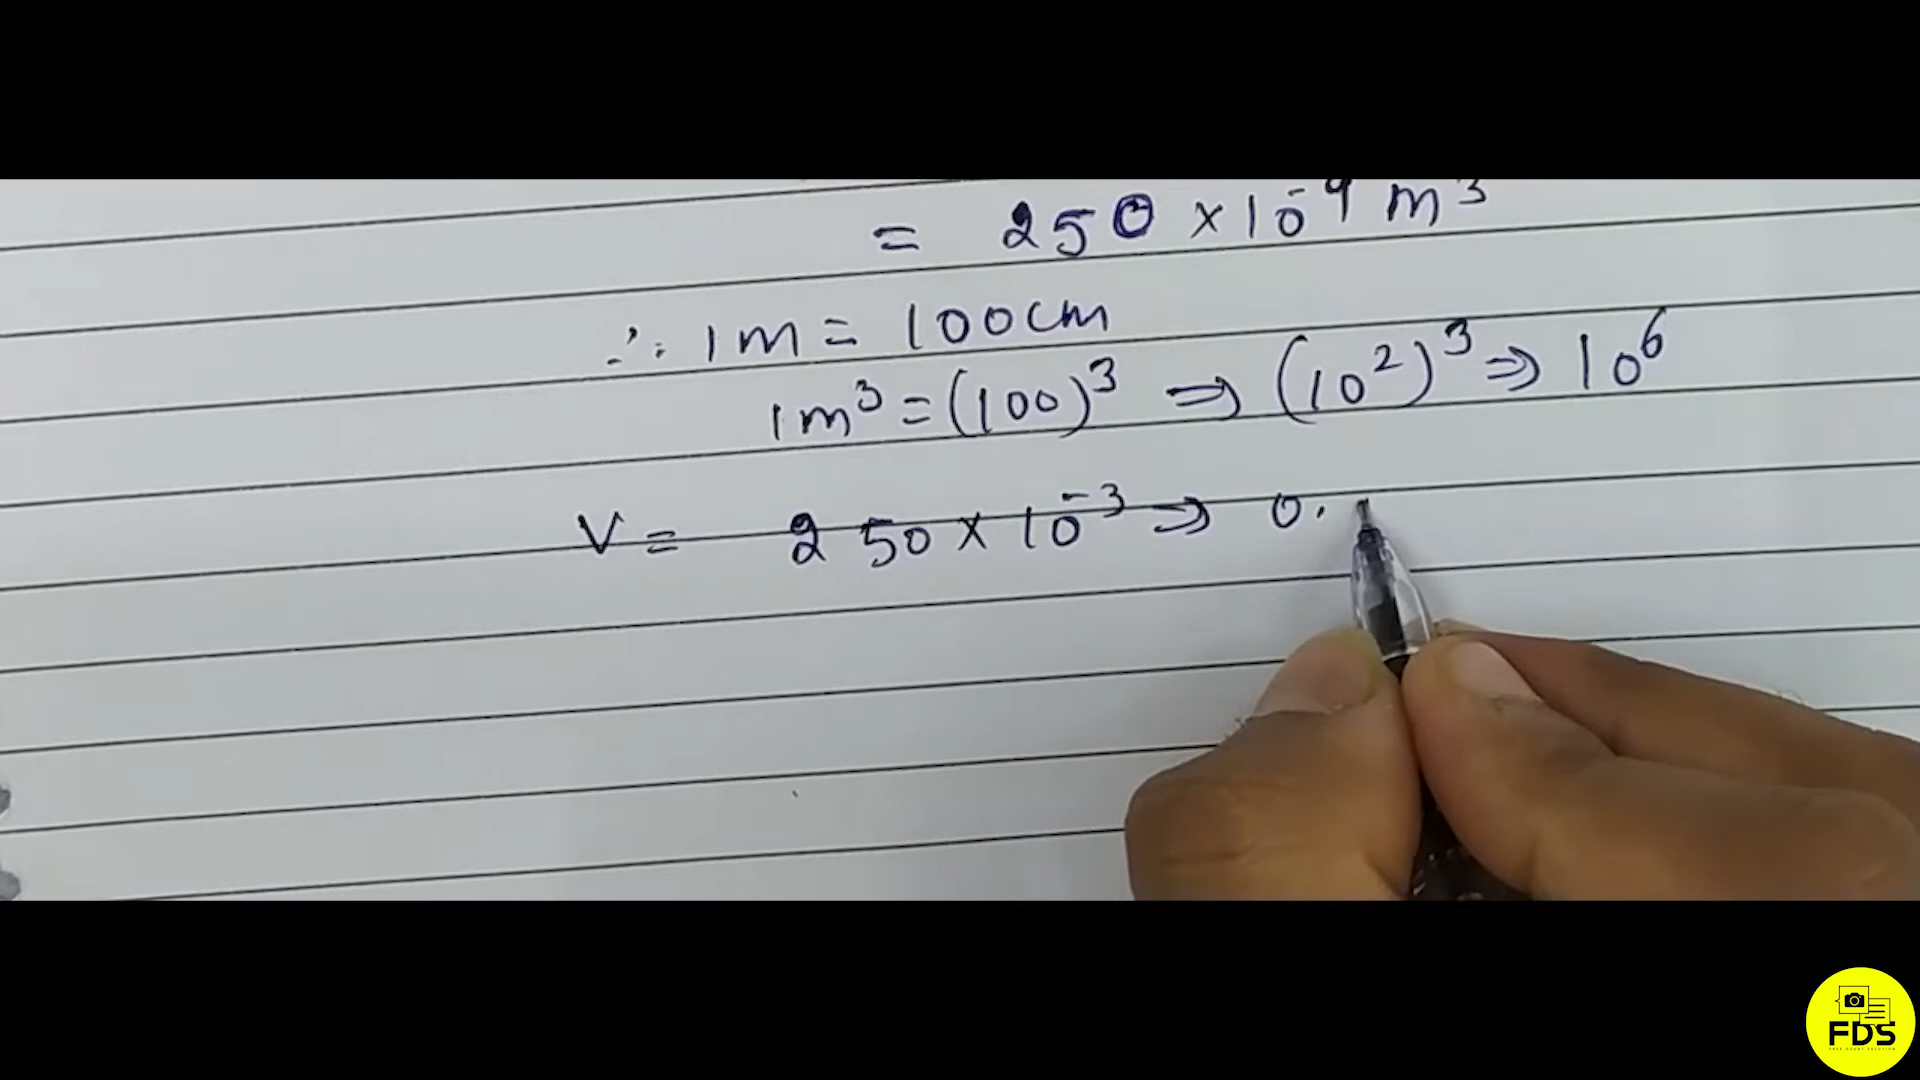 = 250 × 10⁻⁹ m³
∴ 1m = 100cm
1m³ = (100)³ ⇒ (10²)³ ⇒ 10⁶
V = 250 × 10⁻³ ⇒ 0.
FDS